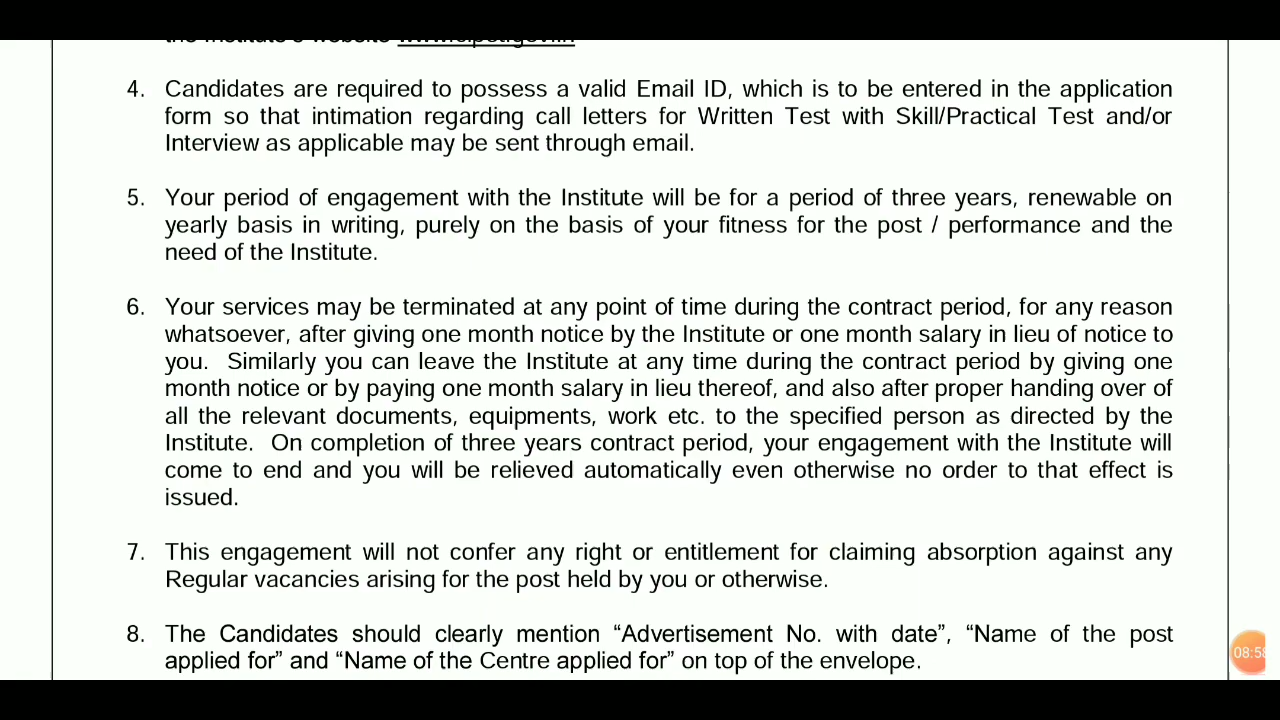 the Institute's website
4. Candidates are required to possess a valid Email ID, which is to be entered in the application
form so that intimation regarding call letters for Written Test with Skill/Practical Test and/or
Interview as applicable may be sent through email.
5. Your period of engagement with the Institute will be for a period of three years, renewable on
yearly basis in writing, purely on the basis of your fitness for the post / performance and the
need of the Institute.
6. Your services may be terminated at any point of time during the contract period, for any reason
whatsoever, after giving one month notice by the Institute or one month salary in lieu of notice to
you. Similarly you can leave the Institute at any time during the contract period by giving one
month notice or by paying one month salary in lieu thereof, and also after proper handing over of
all the relevant documents, equipments, work etc. to the specified person as directed by the
Institute. On completion of three years contract period, your engagement with the Institute will
come to end and you will be relieved automatically even otherwise no order to that effect is
issued.
7. This engagement will not confer any right or entitlement for claiming absorption against any
Regular vacancies arising for the post held by you or otherwise.
8. The Candidates should clearly mention “Advertisement No. with date”, “Name of the post
applied for” and “Name of the Centre applied for” on top of the envelope.
08:58